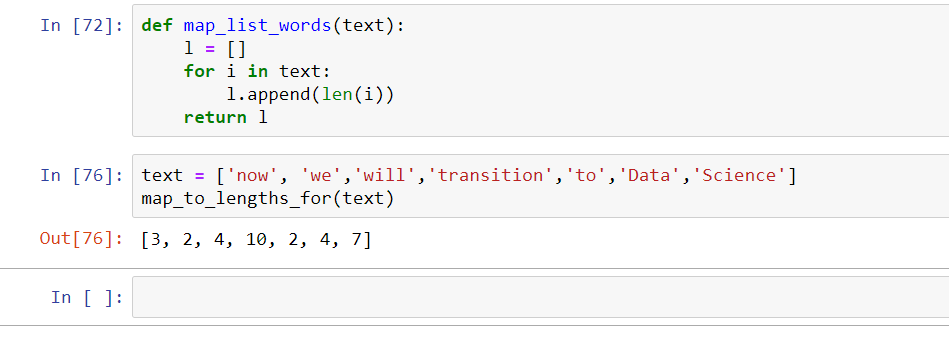 In [72]: def map_list_words(text):
    l = []
    for i in text:
        l.append(len(i))
    return l
In [76]: text = ['now', 'we','will','transition','to','Data','Science']
map_to_lengths_for(text)
Out[76]: [3, 2, 4, 10, 2, 4, 7]
In [ ]: